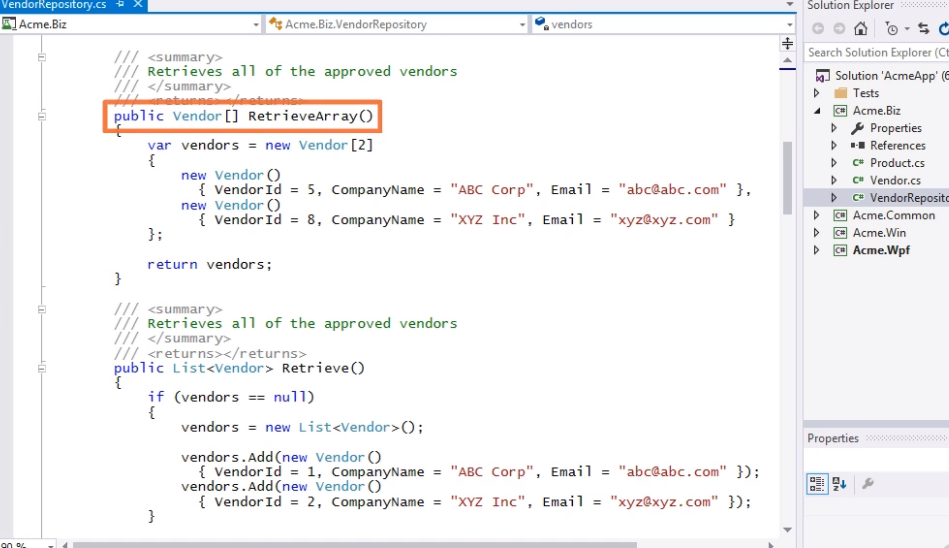 VendorRepository.cs
Solution Explorer
Acme.Biz
Acme.Biz.VendorRepository
vendors
/// <summary>
/// Retrieves all of the approved vendors
/// </summary>
/// <returns></returns>
public Vendor[] RetrieveArray()
{
var vendors = new Vendor[2]
{
new Vendor()
{ VendorId = 5, CompanyName = "ABC Corp", Email = "abc@abc.com" },
new Vendor()
{ VendorId = 8, CompanyName = "XYZ Inc", Email = "xyz@xyz.com" }
};
return vendors;
}
/// <summary>
/// Retrieves all of the approved vendors
/// </summary>
/// <returns></returns>
public List<Vendor> Retrieve()
{
if (vendors == null)
{
vendors = new List<Vendor>();
vendors.Add(new Vendor()
{ VendorId = 1, CompanyName = "ABC Corp", Email = "abc@abc.com" });
vendors.Add(new Vendor()
{ VendorId = 2, CompanyName = "XYZ Inc", Email = "xyz@xyz.com" });
}
90 %
Search Solution Explorer (Ct
Solution 'AcmeApp' (6
Tests
C# Acme.Biz
Properties
References
C# Product.cs
C# Vendor.cs
C# VendorReposito
C# Acme.Common
C# Acme.Win
C# Acme.Wpf
Properties